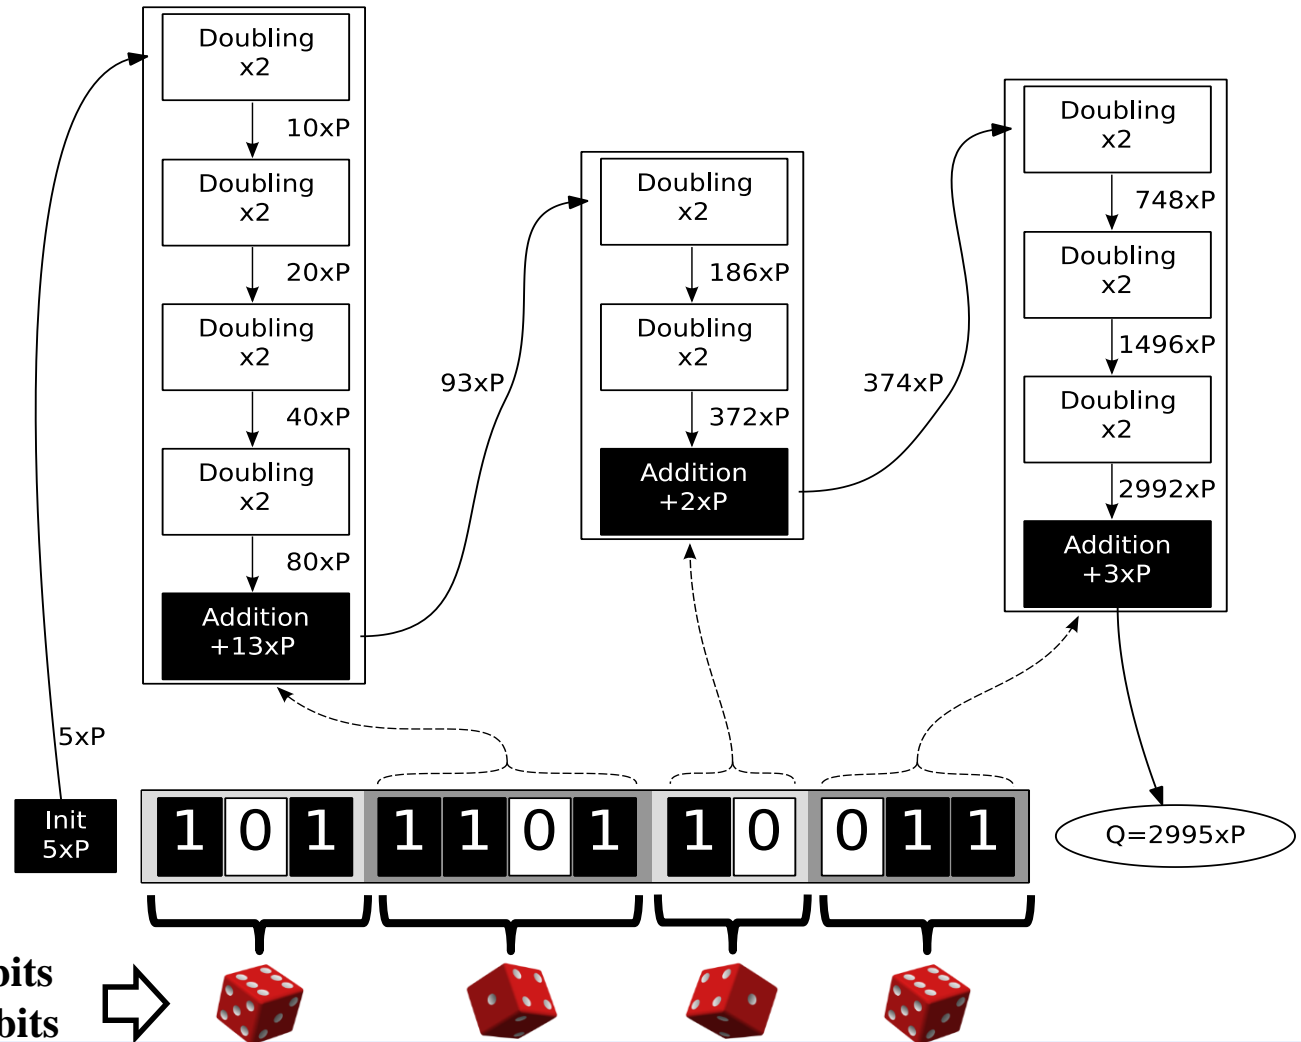 Doubling
x2
10xP
Doubling
x2
20xP
Doubling
x2
40xP
Doubling
x2
80xP
Addition
+13xP
93xP
Doubling
x2
186xP
Doubling
x2
372xP
Addition
+2xP
374xP
Doubling
x2
748xP
Doubling
x2
1496xP
Doubling
x2
2992xP
Addition
+3xP
5xP
Init
5xP
1 0 1 1 1 0 1 1 0 0 1 1
Q=2995xP
bits
bits